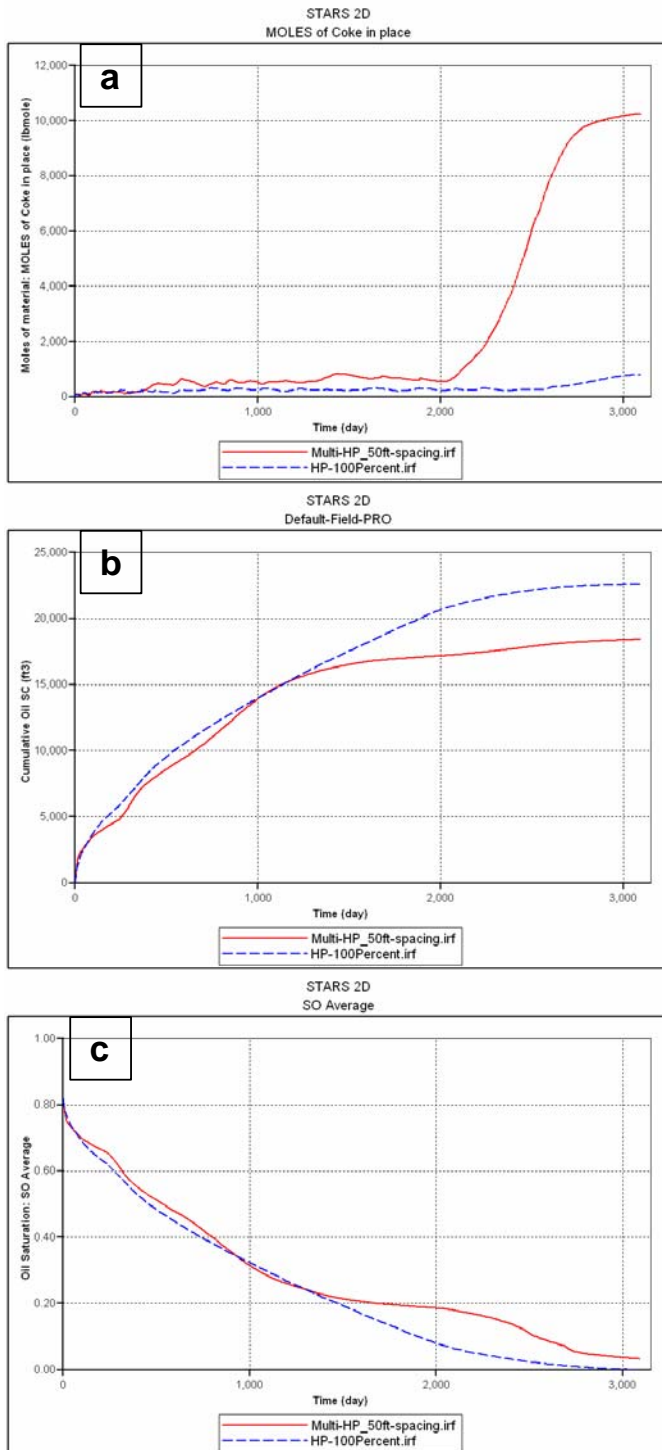 STARS 2D
MOLES of Coke in place
a
Moles of material: MOLES of Coke in place (lbmole)
12,000
10,000
8,000
6,000
4,000
2,000
0
0 1,000 2,000 3,000
Time (day)
Multi-HP_50ft-spacing.irf
HP-100Percent.irf
STARS 2D
Default-Field-PRO
b
Cumulative Oil SC (ft3)
25,000
20,000
15,000
10,000
5,000
0
0 1,000 2,000 3,000
Time (day)
Multi-HP_50ft-spacing.irf
HP-100Percent.irf
STARS 2D
SO Average
c
Oil Saturation: SO Average
1.00
0.80
0.60
0.40
0.20
0.00
0 1,000 2,000 3,000
Time (day)
Multi-HP_50ft-spacing.irf
HP-100Percent.irf